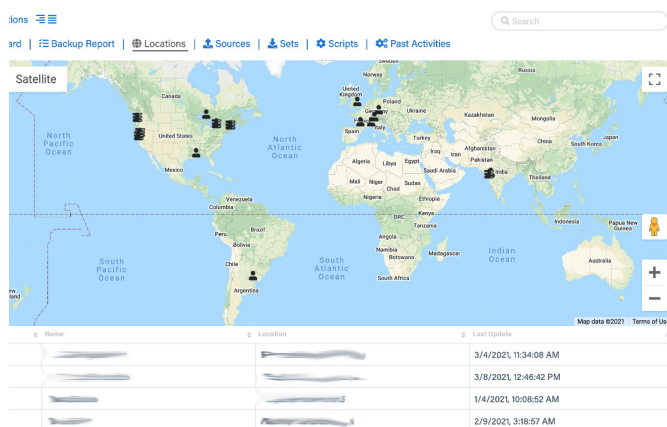 ions
Search
ard | Backup Report | Locations | Sources | Sets | Scripts | Past Activities
Satellite
Sweden
Norway
Russia
Canada
United Kingdom
Poland
Germany
Ukraine
Kazakhstan
Mongolia
France
Italy
Spain
North Pacific Ocean
United States
North Atlantic Ocean
Turkey
China
Japan
South Korea
Afghanistan
Iraq
Iran
Pakistan
Algeria
Libya
Egypt
Saudi Arabia
India
Mexico
Thailand
Mali
Niger
Sudan
Chad
Venezuela
Nigeria
Ethiopia
Colombia
DRC
Kenya
Indonesia
Papua New Guinea
Tanzania
Peru
Brazil
Angola
Bolivia
Namibia
Botswana
Madagascar
Indian Ocean
South Pacific Ocean
Chile
South Atlantic Ocean
Australia
South Africa
Argentina
ew
land
Map data ©2021 Terms of Us
Name Location Last Update
3/4/2021, 11:34:08 AM
3/8/2021, 12:46:42 PM
1/4/2021, 10:08:52 AM
2/9/2021, 3:18:57 AM